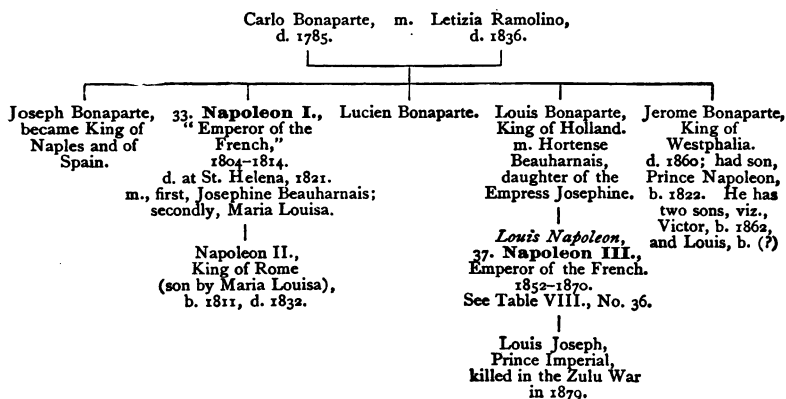 Carlo Bonaparte, m. Letizia Ramolino,
d. 1785. d. 1836.
Joseph Bonaparte,
became King of
Naples and of
Spain.
33. Napoleon I.,
"Emperor of the
French,"
1804–1814.
d. at St. Helena, 1821.
m., first, Josephine Beauharnais;
secondly, Maria Louisa.
Napoleon II.,
King of Rome
(son by Maria Louisa),
b. 1811, d. 1832.
Lucien Bonaparte.
Louis Bonaparte,
King of Holland.
m. Hortense
Beauharnais,
daughter of the
Empress Josephine.
Louis Napoleon,
37. Napoleon III.,
Emperor of the French.
1852–1870.
See Table VIII., No. 36.
Louis Joseph,
Prince Imperial,
killed in the Zulu War
in 1879.
Jerome Bonaparte,
King of
Westphalia.
d. 1860; had son,
Prince Napoleon,
b. 1822. He has
two sons, viz.,
Victor, b. 1862,
and Louis, b. (?)